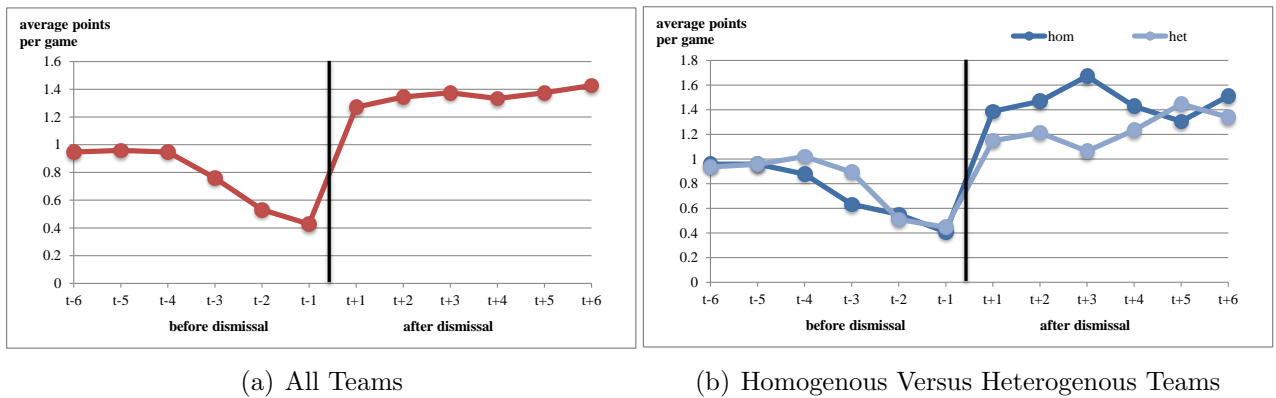 average points
per game
1.6
1.4
1.2
1
0.8
0.6
0.4
0.2
0
t-6 t-5 t-4 t-3 t-2 t-1 t+1 t+2 t+3 t+4 t+5 t+6
before dismissal after dismissal
(a) All Teams
average points
per game
hom het
1.8
1.6
1.4
1.2
1
0.8
0.6
0.4
0.2
0
t-6 t-5 t-4 t-3 t-2 t-1 t+1 t+2 t+3 t+4 t+5 t+6
before dismissal after dismissal
(b) Homogenous Versus Heterogenous Teams